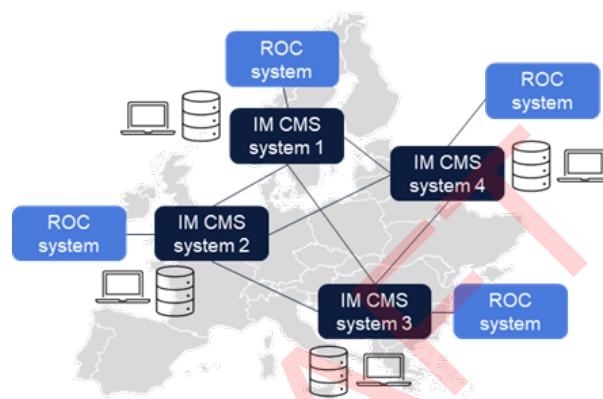 ROC
system
ROC
system
IM CMS
system 1
IM CMS
system 4
ROC
system
IM CMS
system 2
IM CMS
system 3
ROC
system